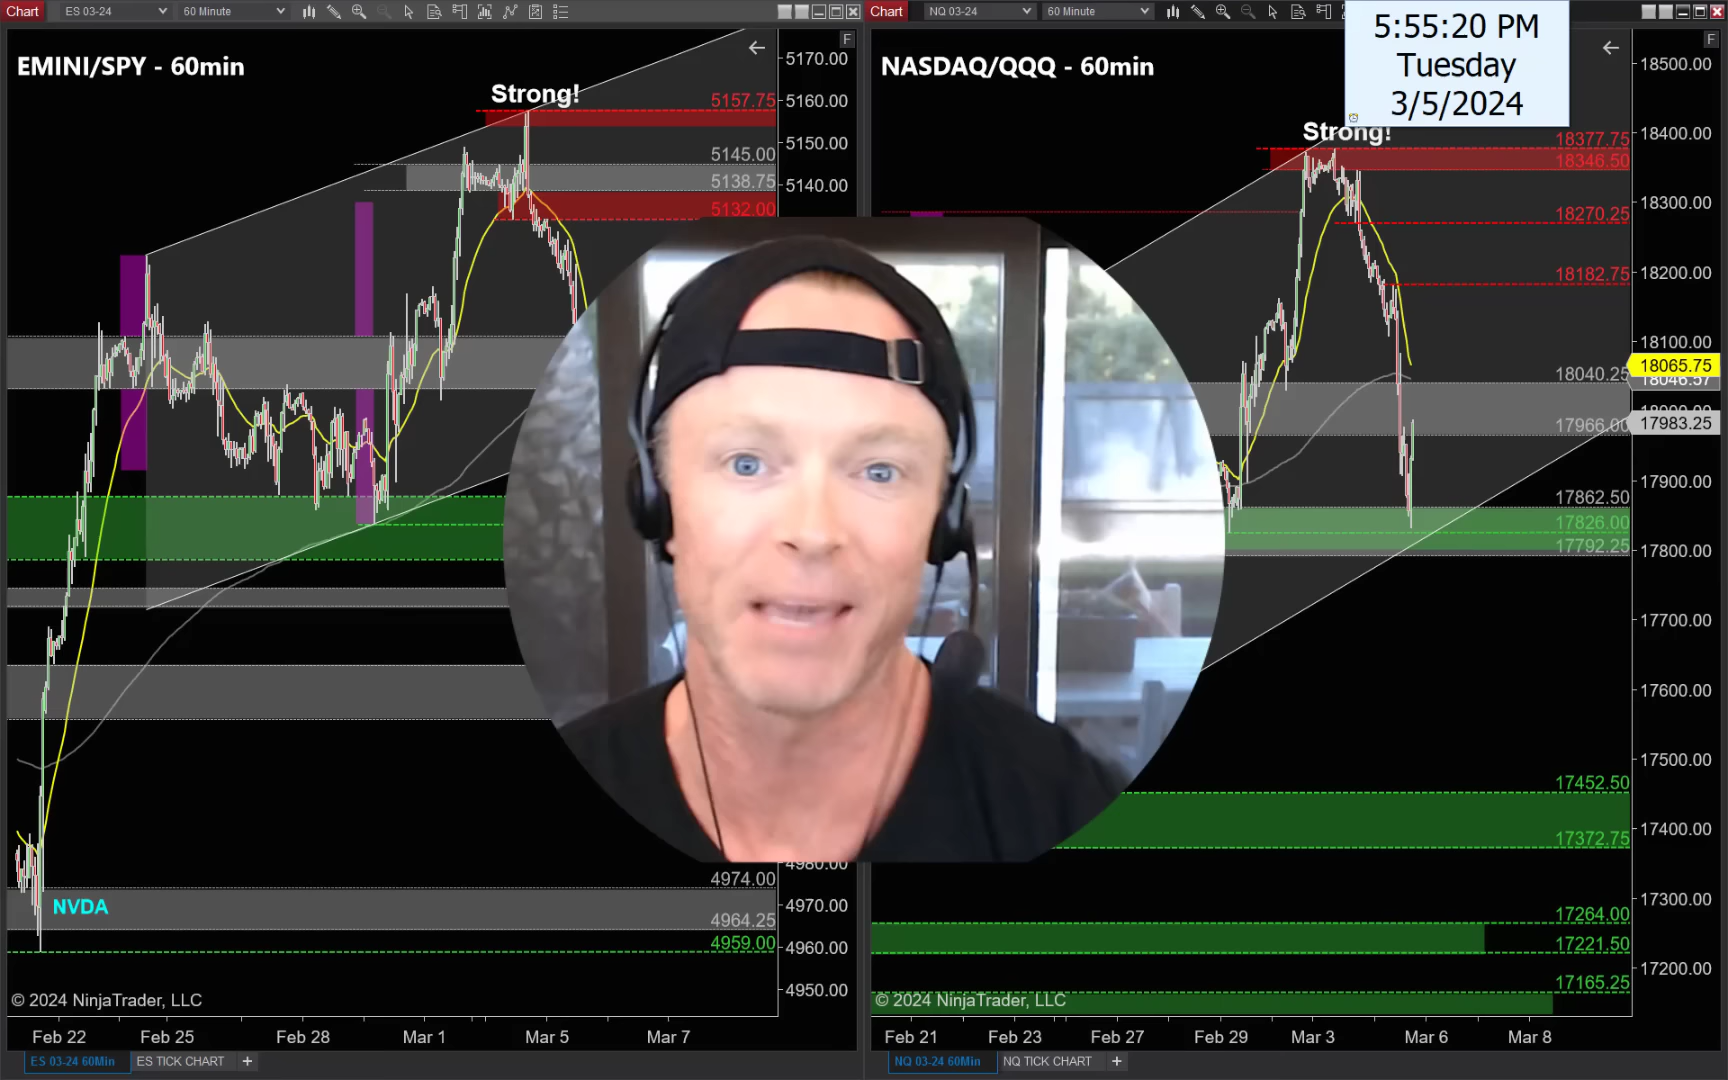 Chart
ES 03-24
60 Minute
EMINI/SPY - 60min
F
Strong!
5157.75
5145.00
5138.75
5132.00
5170.00
5160.00
5150.00
5140.00
NVDA
4974.00
4964.25
4959.00
4980.00
4970.00
4960.00
4950.00
© 2024 NinjaTrader, LLC
Feb 22
Feb 25
Feb 28
Mar 1
Mar 5
Mar 7
ES 03-24 60Min
ES TICK CHART
+
Chart
NQ 03-24
60 Minute
5:55:20 PM
Tuesday
3/5/2024
NASDAQ/QQQ - 60min
F
Strong!
18377.75
18346.50
18270.25
18182.75
18040.25
17966.00
17862.50
17826.00
17792.25
17452.50
17372.75
17264.00
17221.50
17165.25
18500.00
18400.00
18300.00
18200.00
18100.00
18065.75
18046.57
17983.25
17900.00
17800.00
17700.00
17600.00
17500.00
17400.00
17300.00
17200.00
© 2024 NinjaTrader, LLC
Feb 21
Feb 23
Feb 27
Feb 29
Mar 3
Mar 6
Mar 8
NQ 03-24 60Min
NQ TICK CHART
+